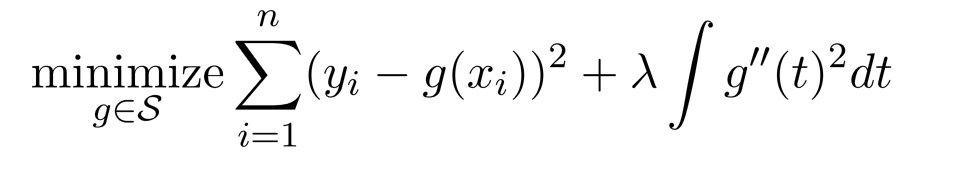 minimize_{g∈𝒮} ∑_{i=1}^{n} (y_i − g(x_i))² + λ ∫ g″(t)² dt